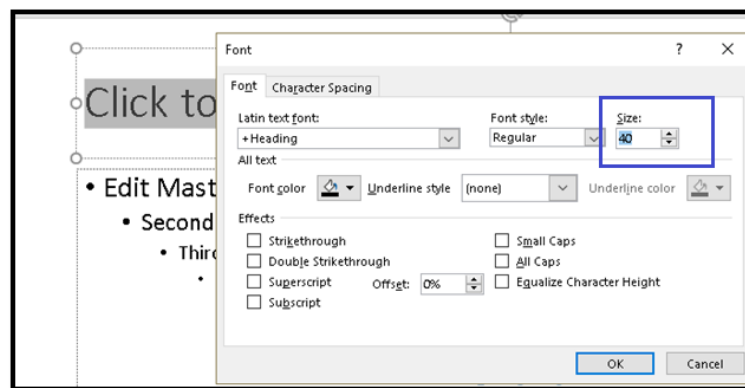 Font ? ×
Click to
• Edit Mast
• Second
• Thir
Font Character Spacing
Latin text font: Font style: Size:
+Heading Regular 40
All text
Font color Underline style (none) Underline color
Effects
Strikethrough Small Caps
Double Strikethrough All Caps
Superscript Offset: 0% Equalize Character Height
Subscript
OK Cancel